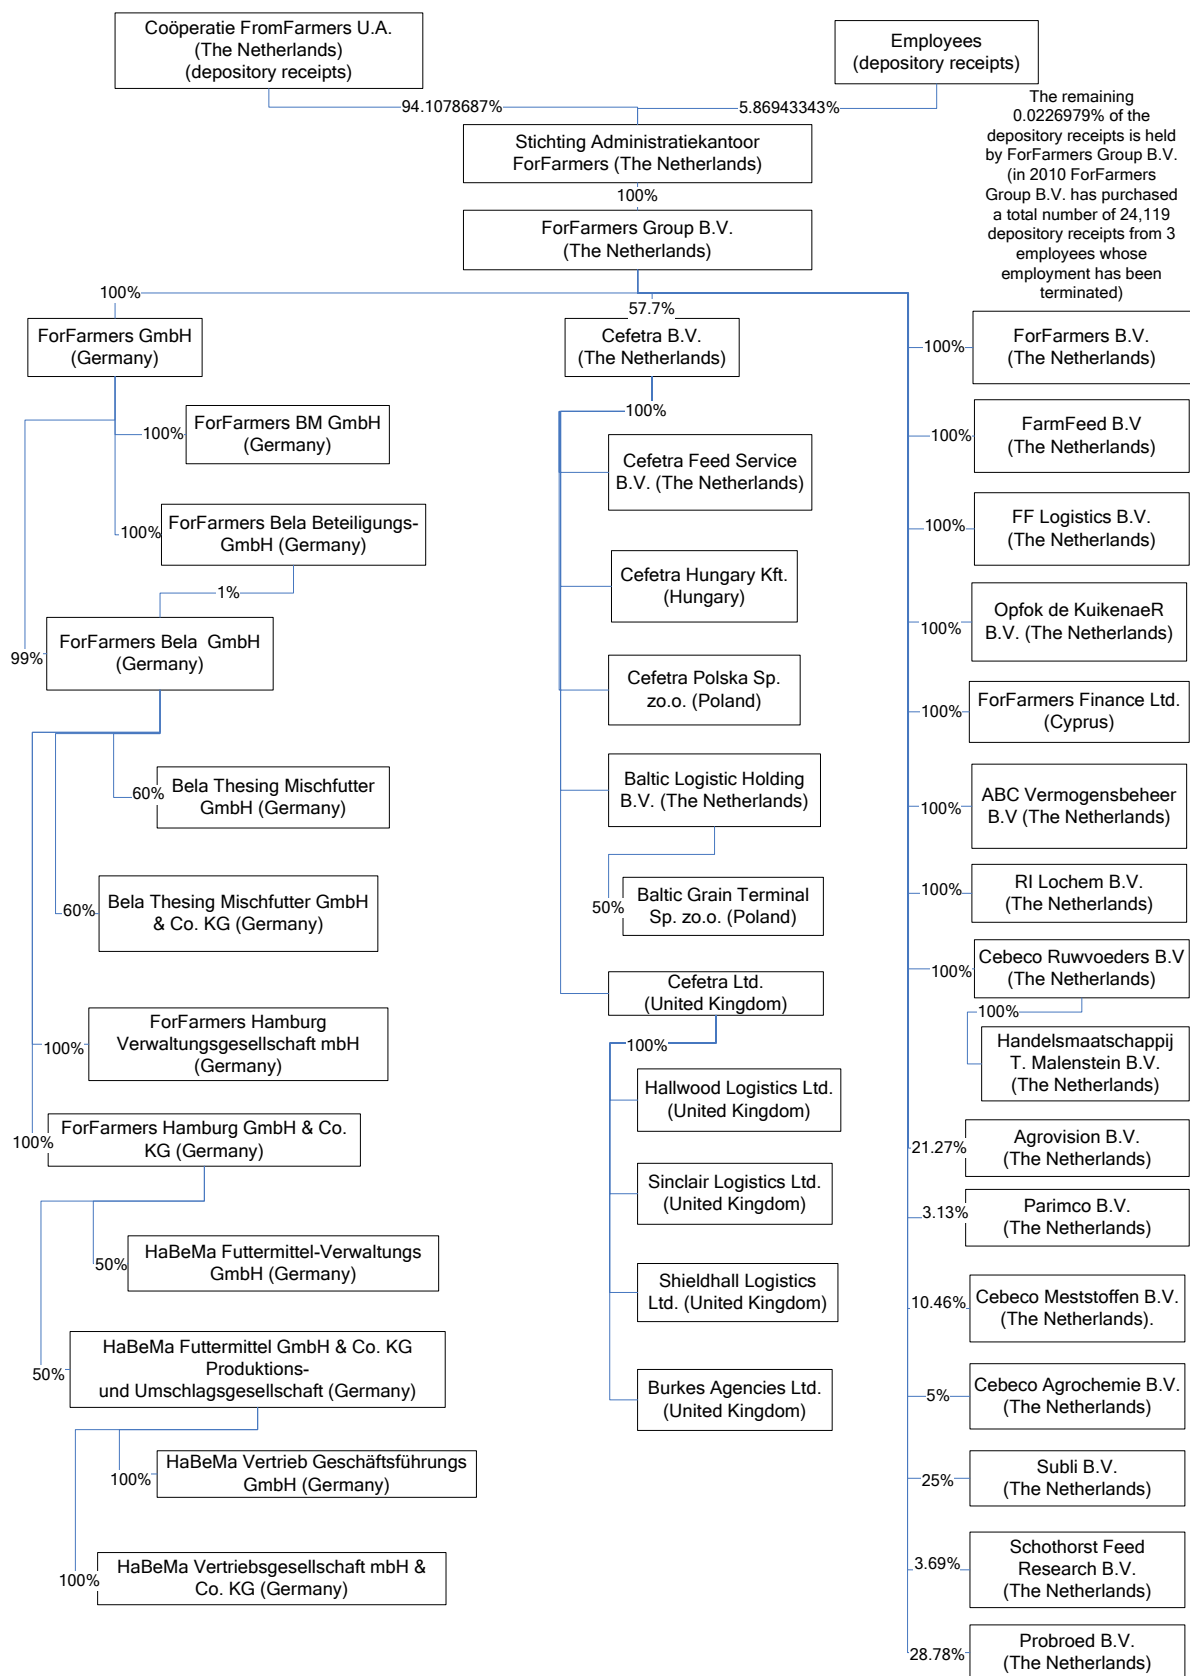 Coöperatie FromFarmers U.A.
(The Netherlands)
(depository receipts)
Employees
(depository receipts)
94.1078687%
5.86943343%
The remaining
0.0226979% of the
depository receipts is held
by ForFarmers Group B.V.
(in 2010 ForFarmers
Group B.V. has purchased
a total number of 24,119
depository receipts from 3
employees whose
employment has been
terminated)
Stichting Administratiekantoor
ForFarmers (The Netherlands)
100%
ForFarmers Group B.V.
(The Netherlands)
100%
57.7%
ForFarmers GmbH
(Germany)
100%
ForFarmers BM GmbH
(Germany)
100%
ForFarmers Bela Beteiligungs-
GmbH (Germany)
1%
99%
ForFarmers Bela  GmbH
(Germany)
60%
Bela Thesing Mischfutter
GmbH (Germany)
60%
Bela Thesing Mischfutter GmbH
& Co. KG (Germany)
100%
ForFarmers Hamburg
Verwaltungsgesellschaft mbH
(Germany)
100%
ForFarmers Hamburg GmbH & Co.
KG (Germany)
50%
HaBeMa Futtermittel-Verwaltungs
GmbH (Germany)
50%
HaBeMa Futtermittel GmbH & Co. KG
Produktions-
und Umschlagsgesellschaft (Germany)
100%
HaBeMa Vertrieb Geschäftsführungs
GmbH (Germany)
100%
HaBeMa Vertriebsgesellschaft mbH &
Co. KG (Germany)
Cefetra B.V.
(The Netherlands)
100%
Cefetra Feed Service
B.V. (The Netherlands)
Cefetra Hungary Kft.
(Hungary)
Cefetra Polska Sp.
zo.o. (Poland)
Baltic Logistic Holding
B.V. (The Netherlands)
50%
Baltic Grain Terminal
Sp. zo.o. (Poland)
Cefetra Ltd.
(United Kingdom)
100%
Hallwood Logistics Ltd.
(United Kingdom)
Sinclair Logistics Ltd.
(United Kingdom)
Shieldhall Logistics
Ltd. (United Kingdom)
Burkes Agencies Ltd.
(United Kingdom)
100%
ForFarmers B.V.
(The Netherlands)
100%
FarmFeed B.V
(The Netherlands)
100%
FF Logistics B.V.
(The Netherlands)
100%
Opfok de KuikenaeR
B.V. (The Netherlands)
100%
ForFarmers Finance Ltd.
(Cyprus)
100%
ABC Vermogensbeheer
B.V (The Netherlands)
100%
RI Lochem B.V.
(The Netherlands)
100%
Cebeco Ruwvoeders B.V
(The Netherlands)
100%
Handelsmaatschappij
T. Malenstein B.V.
(The Netherlands)
21.27%
Agrovision B.V.
(The Netherlands)
3.13%
Parimco B.V.
(The Netherlands)
10.46%
Cebeco Meststoffen B.V.
(The Netherlands).
5%
Cebeco Agrochemie B.V.
(The Netherlands)
25%
Subli B.V.
(The Netherlands)
3.69%
Schothorst Feed
Research B.V.
(The Netherlands)
28.78%
Probroed B.V.
(The Netherlands)